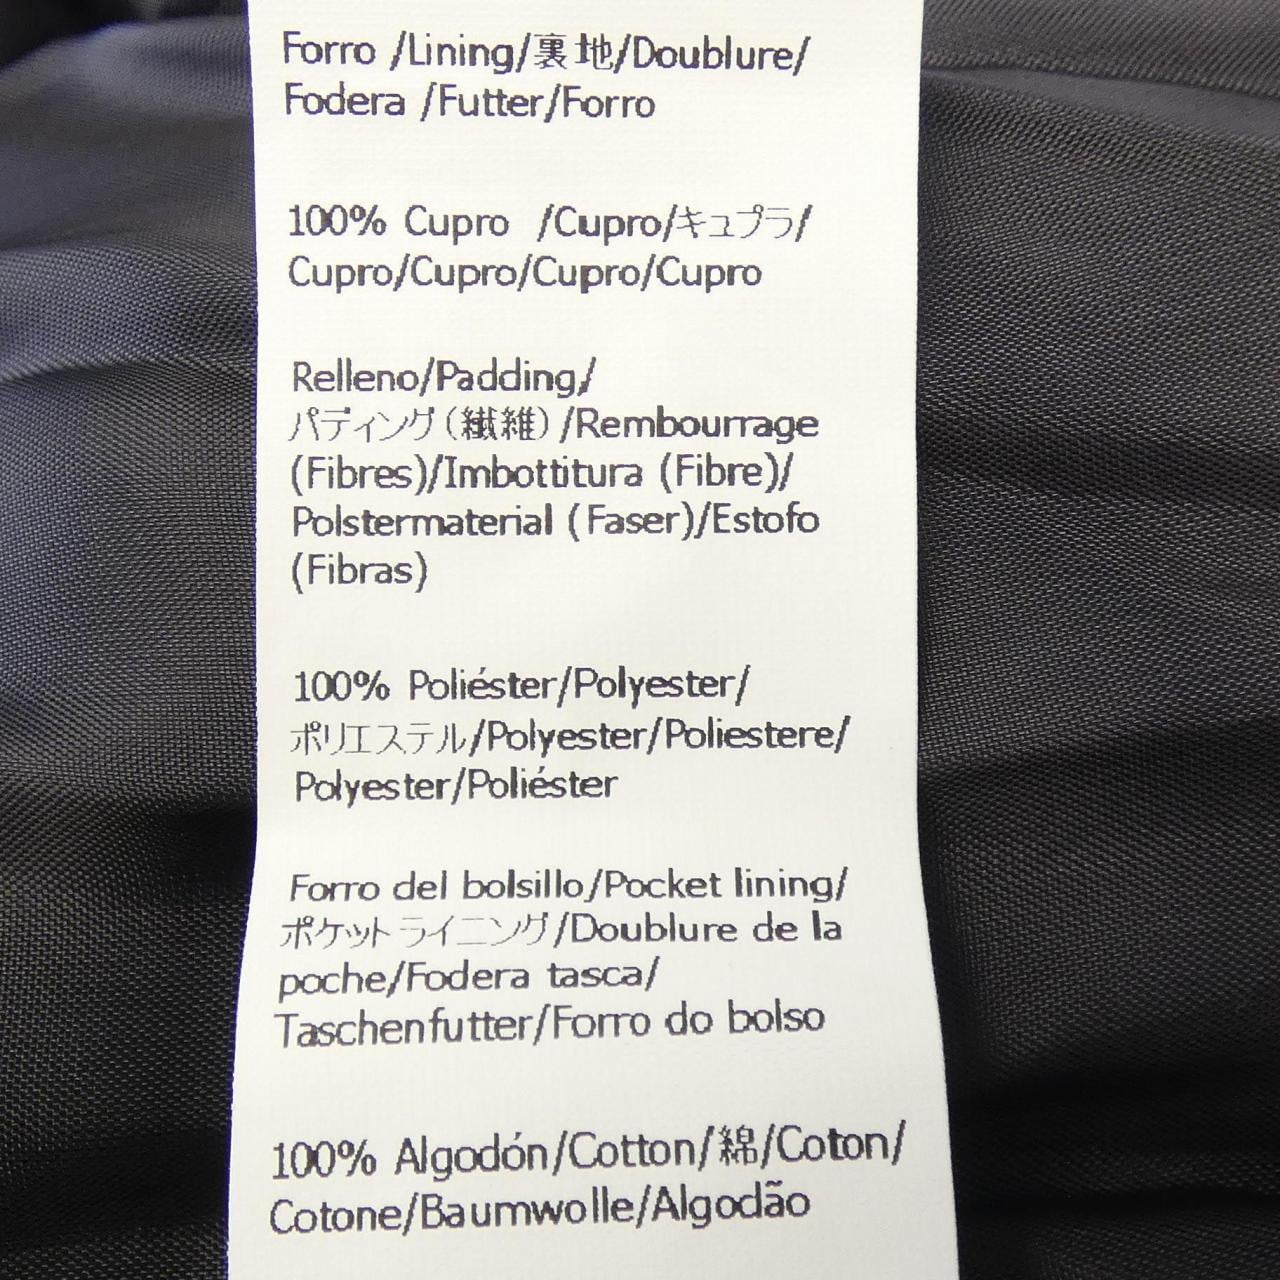 Forro /Lining/裏地/Doublure/
Fodera /Futter/Forro
100% Cupro /Cupro/キュプラ/
Cupro/Cupro/Cupro/Cupro
Relleno/Padding/
パディング(繊維)/Rembourrage
(Fibres)/Imbottitura (Fibre)/
Polstermaterial (Faser)/Estofo
(Fibras)
100% Poliéster/Polyester/
ポリエステル/Polyester/Poliestere/
Polyester/Poliéster
Forro del bolsillo/Pocket lining/
ポケットライニング/Doublure de la
poche/Fodera tasca/
Taschenfutter/Forro do bolso
100% Algodón/Cotton/綿/Coton/
Cotone/Baumwolle/Algodão